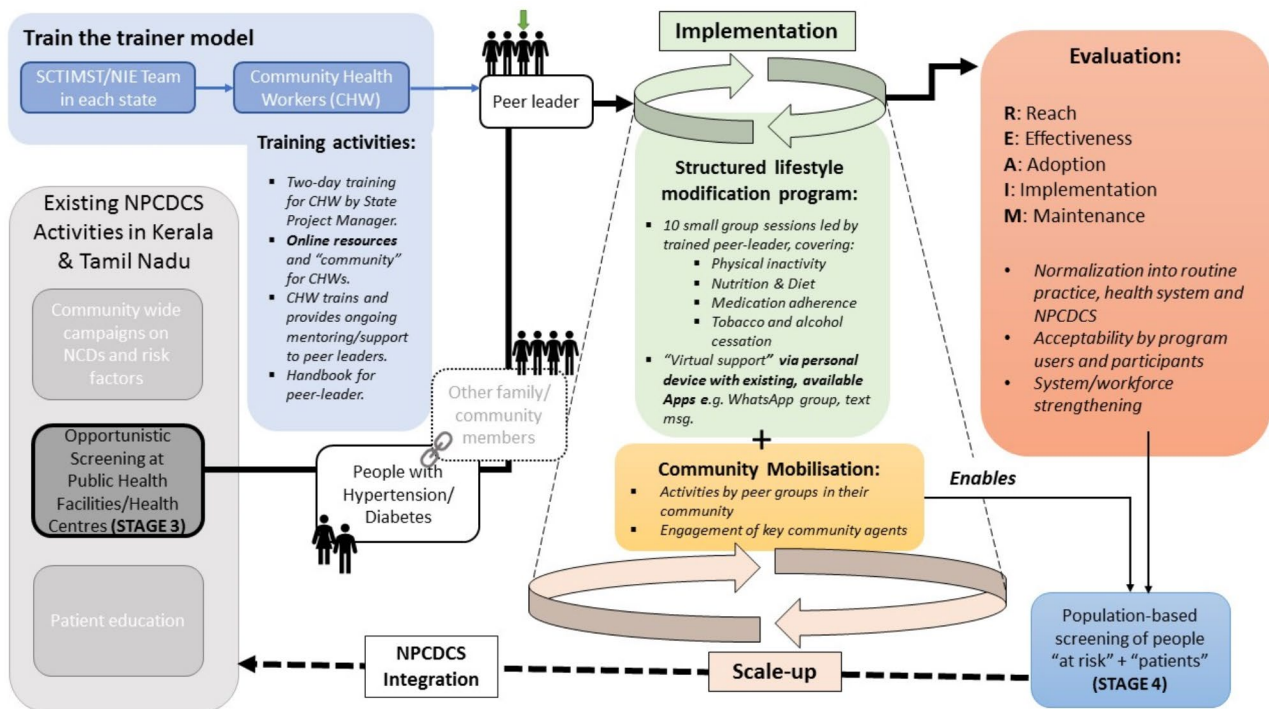 Train the trainer model
SCTIMST/NIE Team
in each state
Community Health
Workers (CHW)
Training activities:
▪ Two-day training
for CHW by State
Project Manager.
▪ Online resources
and “community”
for CHWs.
▪ CHW trains and
provides ongoing
mentoring/support
to peer leaders.
▪ Handbook for
peer-leader.
Existing NPCDCS
Activities in Kerala
& Tamil Nadu
Community wide
campaigns on
NCDs and risk
factors
Opportunistic
Screening at
Public Health
Facilities/Health
Centres (STAGE 3)
Patient education
Peer leader
Other family/
community
members
People with
Hypertension/
Diabetes
Implementation
Structured lifestyle
modification program:
▪ 10 small group sessions led by
trained peer-leader, covering:
▪ Physical inactivity
▪ Nutrition & Diet
▪ Medication adherence
▪ Tobacco and alcohol
cessation
▪ “Virtual support” via personal
device with existing, available
Apps e.g. WhatsApp group, text
msg.
+
Community Mobilisation:
▪ Activities by peer groups in their
community
▪ Engagement of key community agents
Evaluation:
R: Reach
E: Effectiveness
A: Adoption
I: Implementation
M: Maintenance
• Normalization into routine
practice, health system and
NPCDCS
• Acceptability by program
users and participants
• System/workforce
strengthening
Enables
Population-based
screening of people
“at risk” + “patients”
(STAGE 4)
Scale-up
NPCDCS
Integration